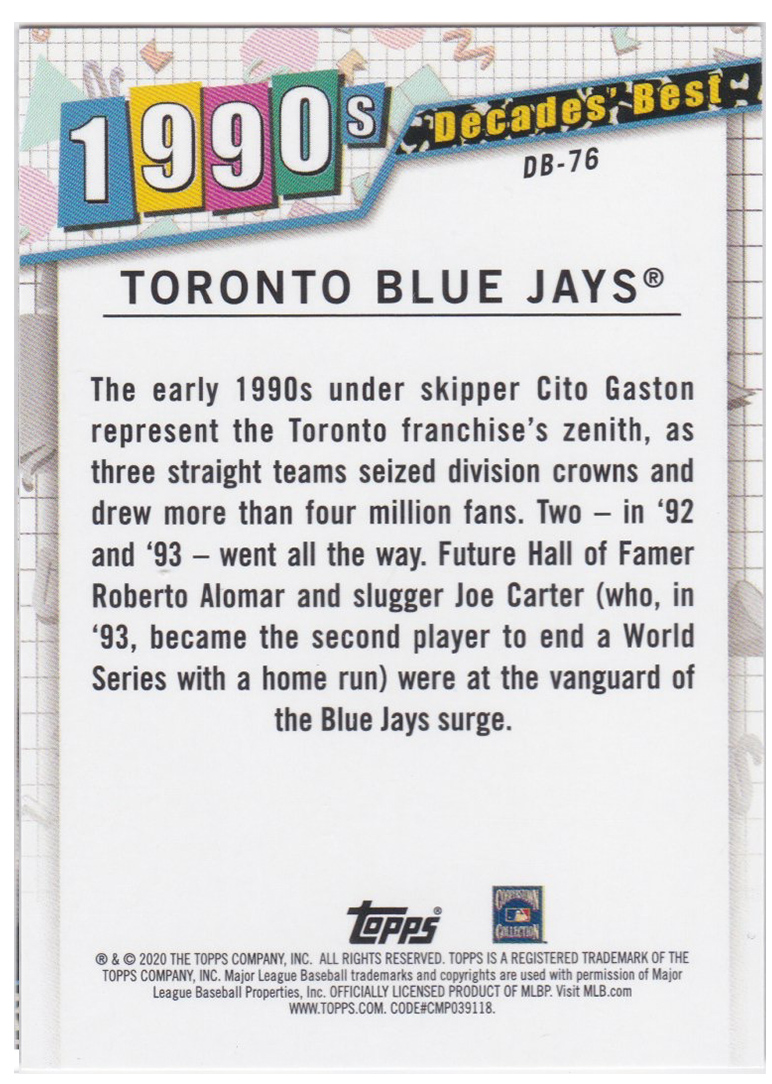 1990s
Decades' Best
DB-76
TORONTO BLUE JAYS®
The early 1990s under skipper Cito Gaston
represent the Toronto franchise's zenith, as
three straight teams seized division crowns and
drew more than four million fans. Two – in ‘92
and ‘93 – went all the way. Future Hall of Famer
Roberto Alomar and slugger Joe Carter (who, in
‘93, became the second player to end a World
Series with a home run) were at the vanguard of
the Blue Jays surge.
topps®
COOPERSTOWN
COLLECTION
® & © 2020 THE TOPPS COMPANY, INC. ALL RIGHTS RESERVED. TOPPS IS A REGISTERED TRADEMARK OF THE
TOPPS COMPANY, INC. Major League Baseball trademarks and copyrights are used with permission of Major
League Baseball Properties, Inc. OFFICIALLY LICENSED PRODUCT OF MLBP. Visit MLB.com
WWW.TOPPS.COM. CODE#CMP039118.